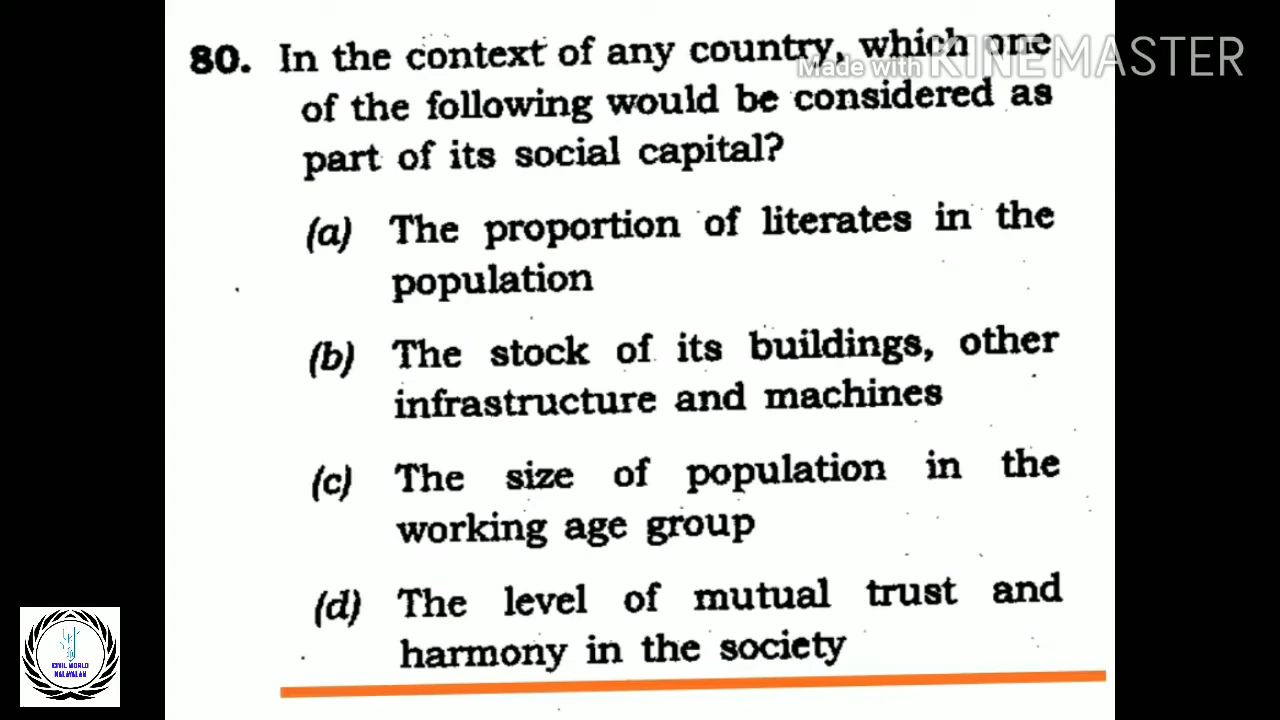 80. In the context of any country, which one
Made with KINEMASTER
of the following would be considered as
part of its social capital?
(a) The proportion of literates in the
population
(b) The stock of its buildings, other
infrastructure and machines
(c) The size of population in the
working age group
(d) The level of mutual trust and
harmony in the society
CIVIL WORLD
MALAYALAM